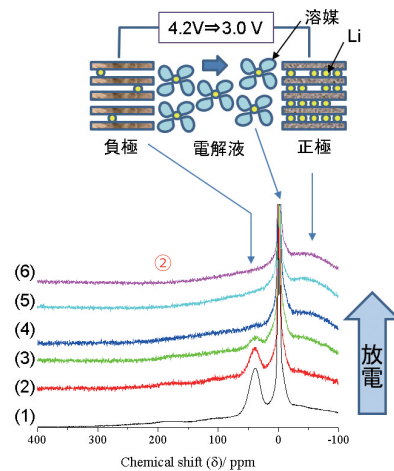 4.2V⇒3.0 V
溶媒
Li
負極
電解液
正極
②
(6)
(5)
(4)
(3)
(2)
(1)
放電
400
300
200
100
0
-100
Chemical shift (δ)/ ppm